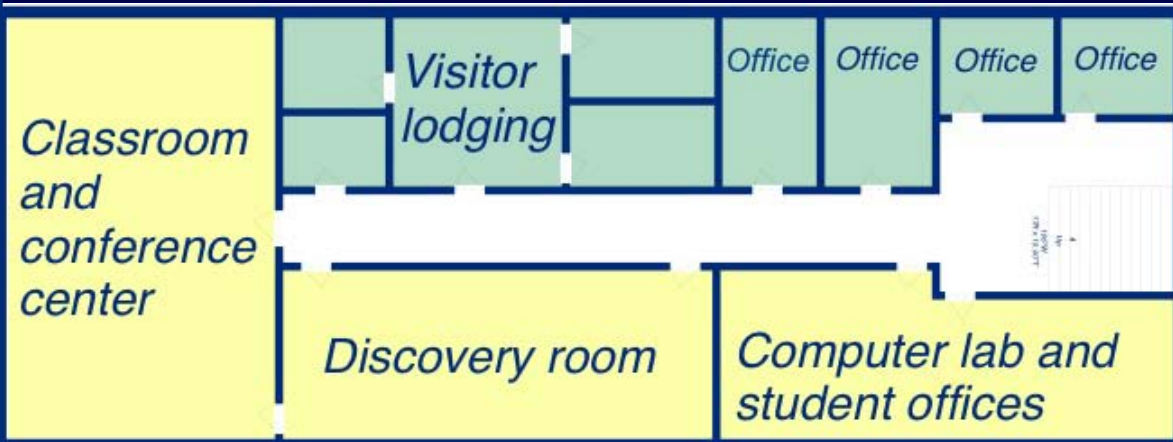 Classroom
and
conference
center
Visitor
lodging
Office
Office
Office
Office
Discovery room
Computer lab and
student offices